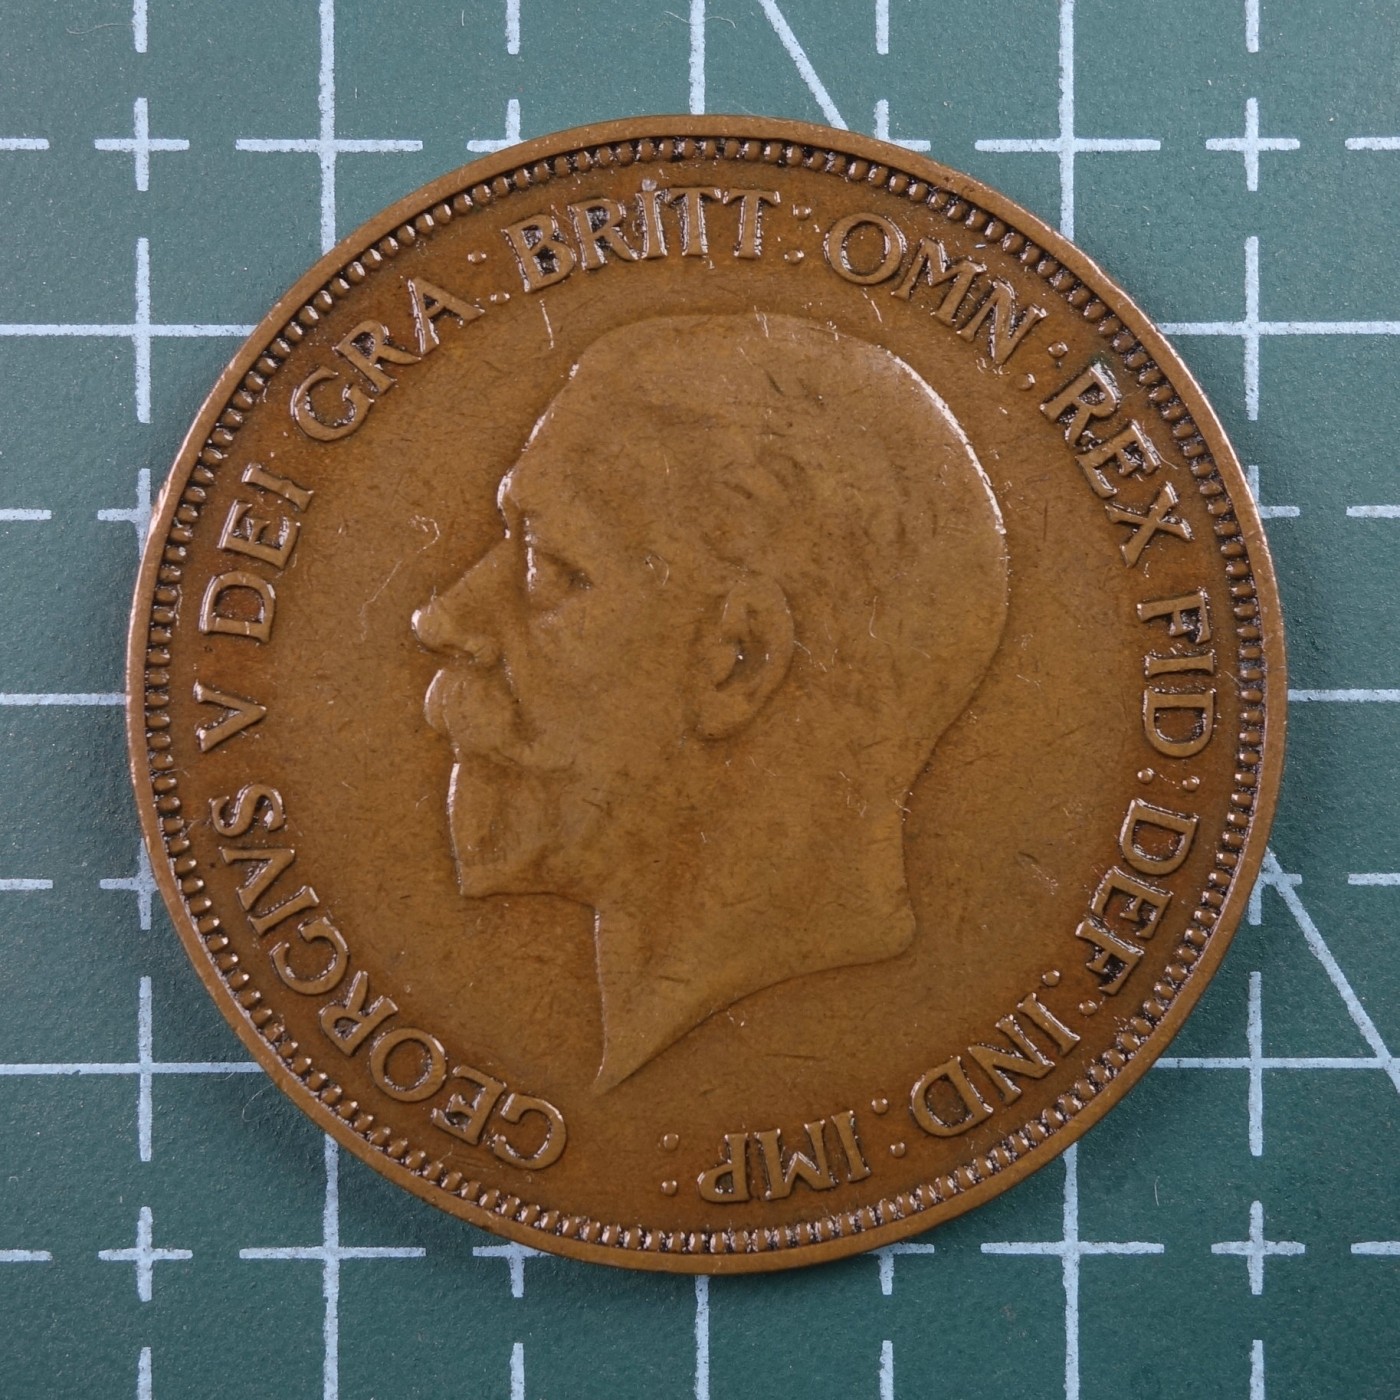 GEORGIVS V DEI GRA: BRITT: OMN: REX FID: DEF: IND: IMP: